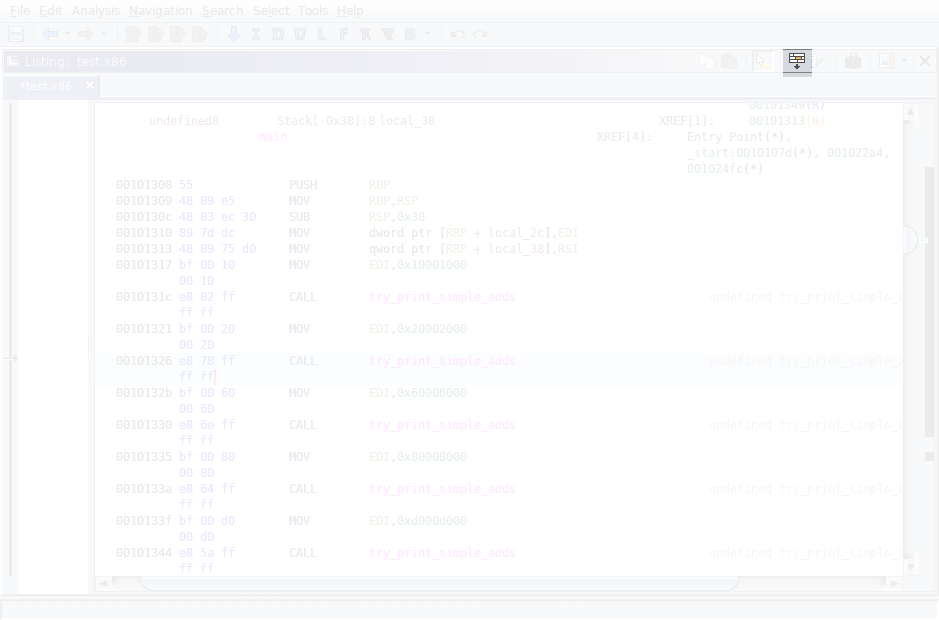 File Edit Analysis Navigation Search Select Tools Help
I D U L F K V B
Listing: test.x86
*test.x86
00101349(R)
undefined8 Stack[-0x38]:8 local_38 XREF[1]: 00101313(W)
main XREF[4]: Entry Point(*),
_start:0010107d(*), 001022a4,
001024fc(*)
00101308 55 PUSH RBP
00101309 48 89 e5 MOV RBP,RSP
0010130c 48 83 ec 30 SUB RSP,0x30
00101310 89 7d dc MOV dword ptr [RBP + local_2c],EDI
00101313 48 89 75 d0 MOV qword ptr [RBP + local_38],RSI
00101317 bf 00 10 MOV EDI,0x10001000
00 10
0010131c e8 82 ff CALL try_print_simple_adds undefined try_print_simple_a
ff ff
00101321 bf 00 20 MOV EDI,0x20002000
00 20
00101326 e8 78 ff CALL try_print_simple_adds undefined try_print_simple_a
ff ff
0010132b bf 00 60 MOV EDI,0x60006000
00 60
00101330 e8 6e ff CALL try_print_simple_adds undefined try_print_simple_a
ff ff
00101335 bf 00 80 MOV EDI,0x80008000
00 80
0010133a e8 64 ff CALL try_print_simple_adds undefined try_print_simple_a
ff ff
0010133f bf 00 d0 MOV EDI,0xd000d000
00 d0
00101344 e8 5a ff CALL try_print_simple_adds undefined try_print_simple_a
ff ff